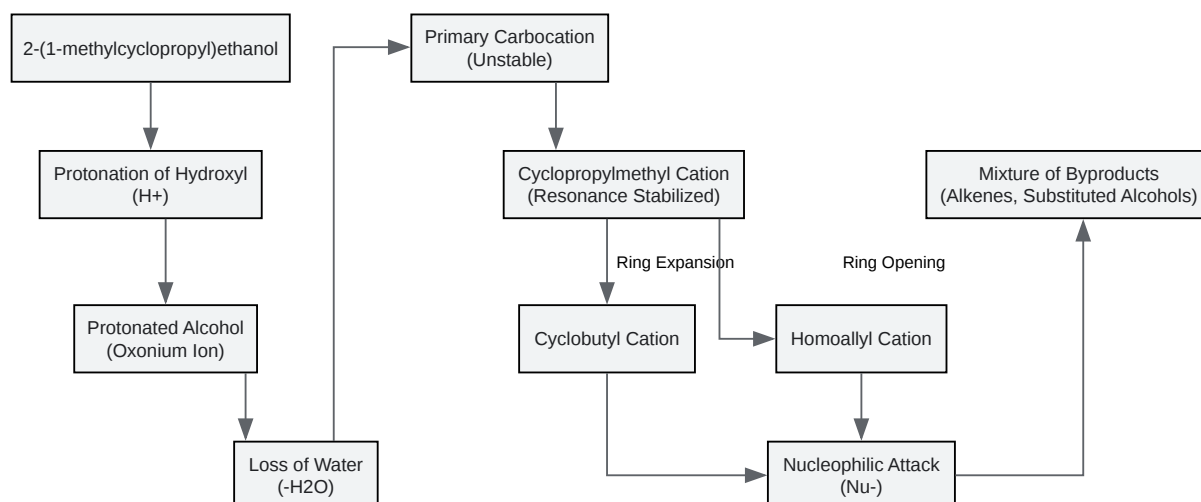 2-(1-methylcyclopropyl)ethanol
Protonation of Hydroxyl
(H+)
Protonated Alcohol
(Oxonium Ion)
Loss of Water
(-H2O)
Primary Carbocation
(Unstable)
Cyclopropylmethyl Cation
(Resonance Stabilized)
Ring Expansion
Ring Opening
Cyclobutyl Cation
Homoallyl Cation
Nucleophilic Attack
(Nu-)
Mixture of Byproducts
(Alkenes, Substituted Alcohols)